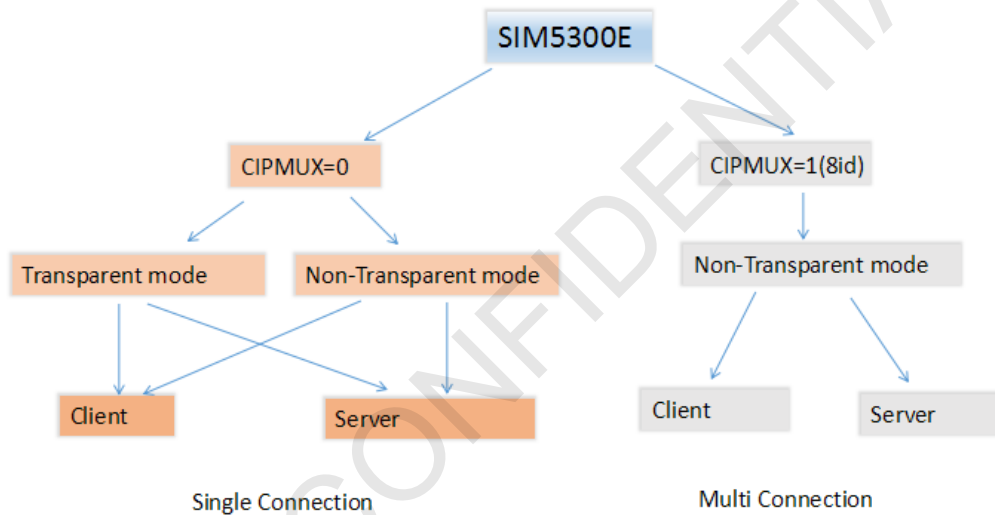 SIM5300E
CIPMUX=0
CIPMUX=1(8id)
Transparent mode
Non-Transparent mode
Non-Transparent mode
Client
Server
Client
Server
Single Connection
Multi Connection
CONFIDENTIA